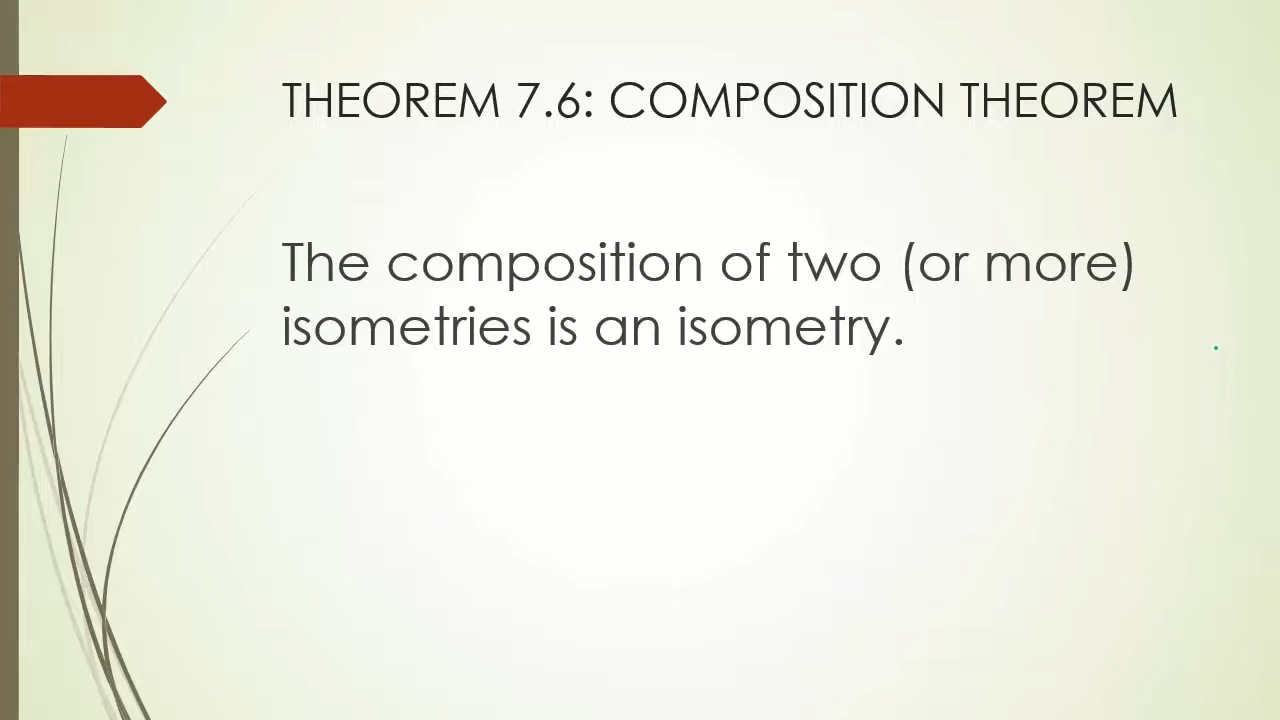 THEOREM 7.6: COMPOSITION THEOREM
The composition of two (or more)
isometries is an isometry.